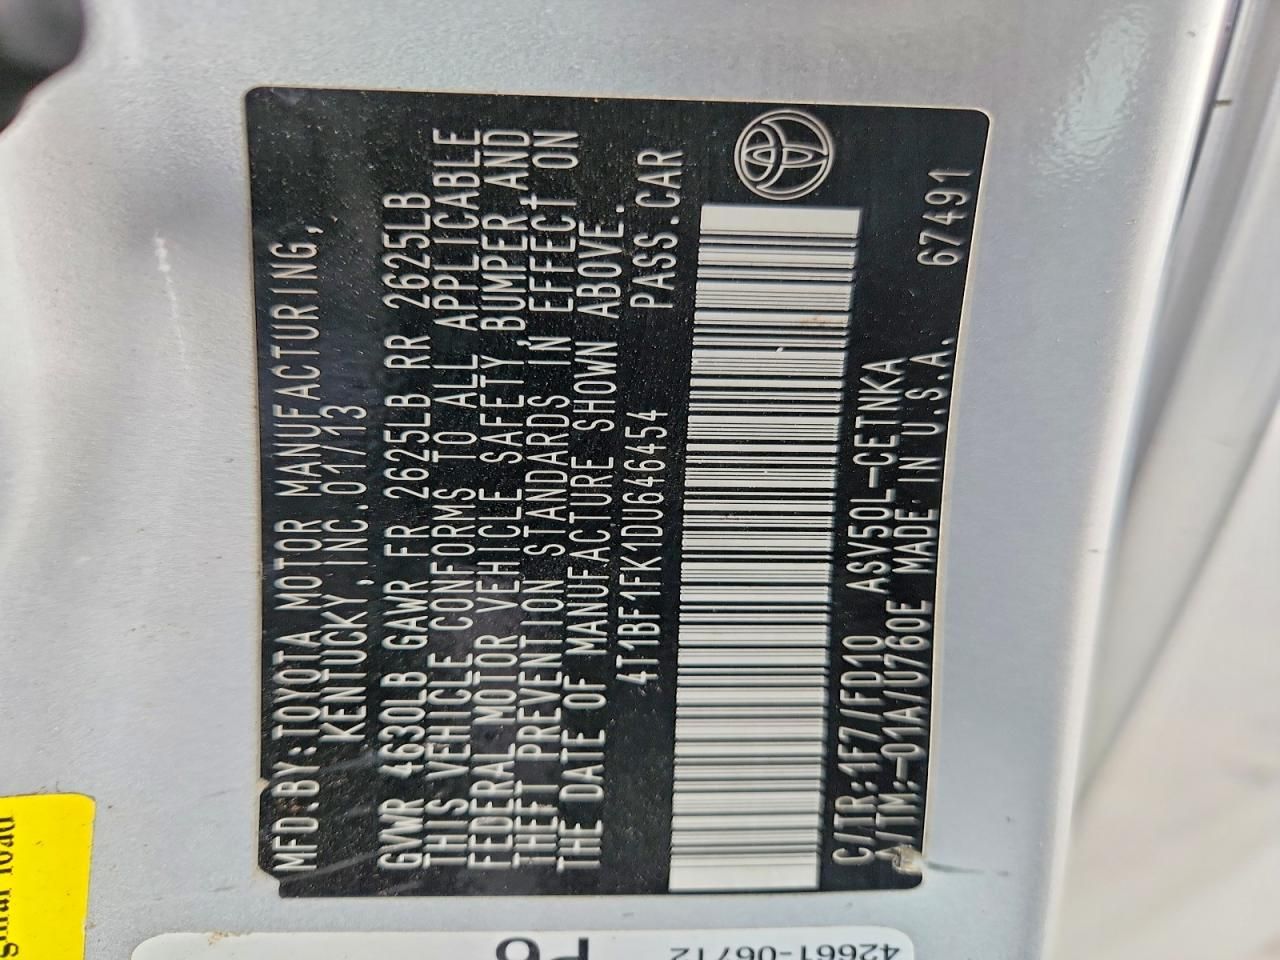 MFD.BY:TOYOTA MOTOR MANUFACTURING,
KENTUCKY,INC.01/13
GVWR 4630LB GAWR FR 2625LB RR 2625LB
THIS VEHICLE CONFORMS TO ALL APPLICABLE
FEDERAL MOTOR VEHICLE SAFETY,BUMPER AND
THEFT PREVENTION STANDARDS IN EFFECT ON
THE DATE OF MANUFACTURE SHOWN ABOVE.
4T1BF1FK1DU646454 PASS.CAR
C/TR:1F7/FD10 ASV50L-CETNKA
A/TM:-01A/0760E MADE IN U.S.A. 67491
42661-06712